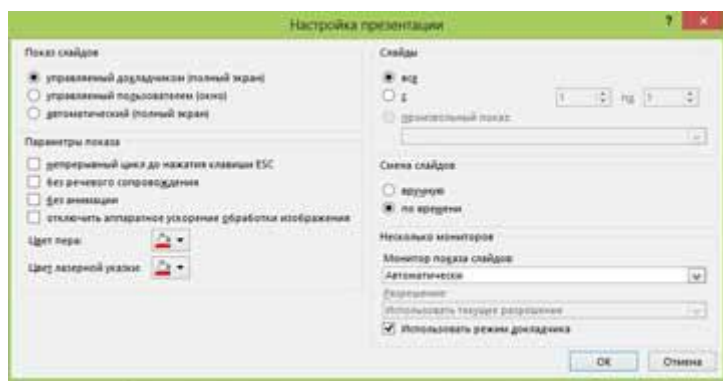 Настройка презентации
?
Показ слайдов
управляемый докладчиком (полный экран)
управляемый пользователем (окно)
автоматический (полный экран)
Параметры показа
непрерывный цикл до нажатия клавиши ESC
без речевого сопровождения
без анимации
отключить аппаратное ускорение обработки изображения
Цвет пера:
Цвет лазерной указки:
Слайды
все
с 1 по 1
произвольный показ:
Смена слайдов
вручную
по времени
Несколько мониторов
Монитор показа слайдов:
Автоматически
Разрешение:
Использовать текущее разрешение
Использовать режим докладчика
ОК Отмена